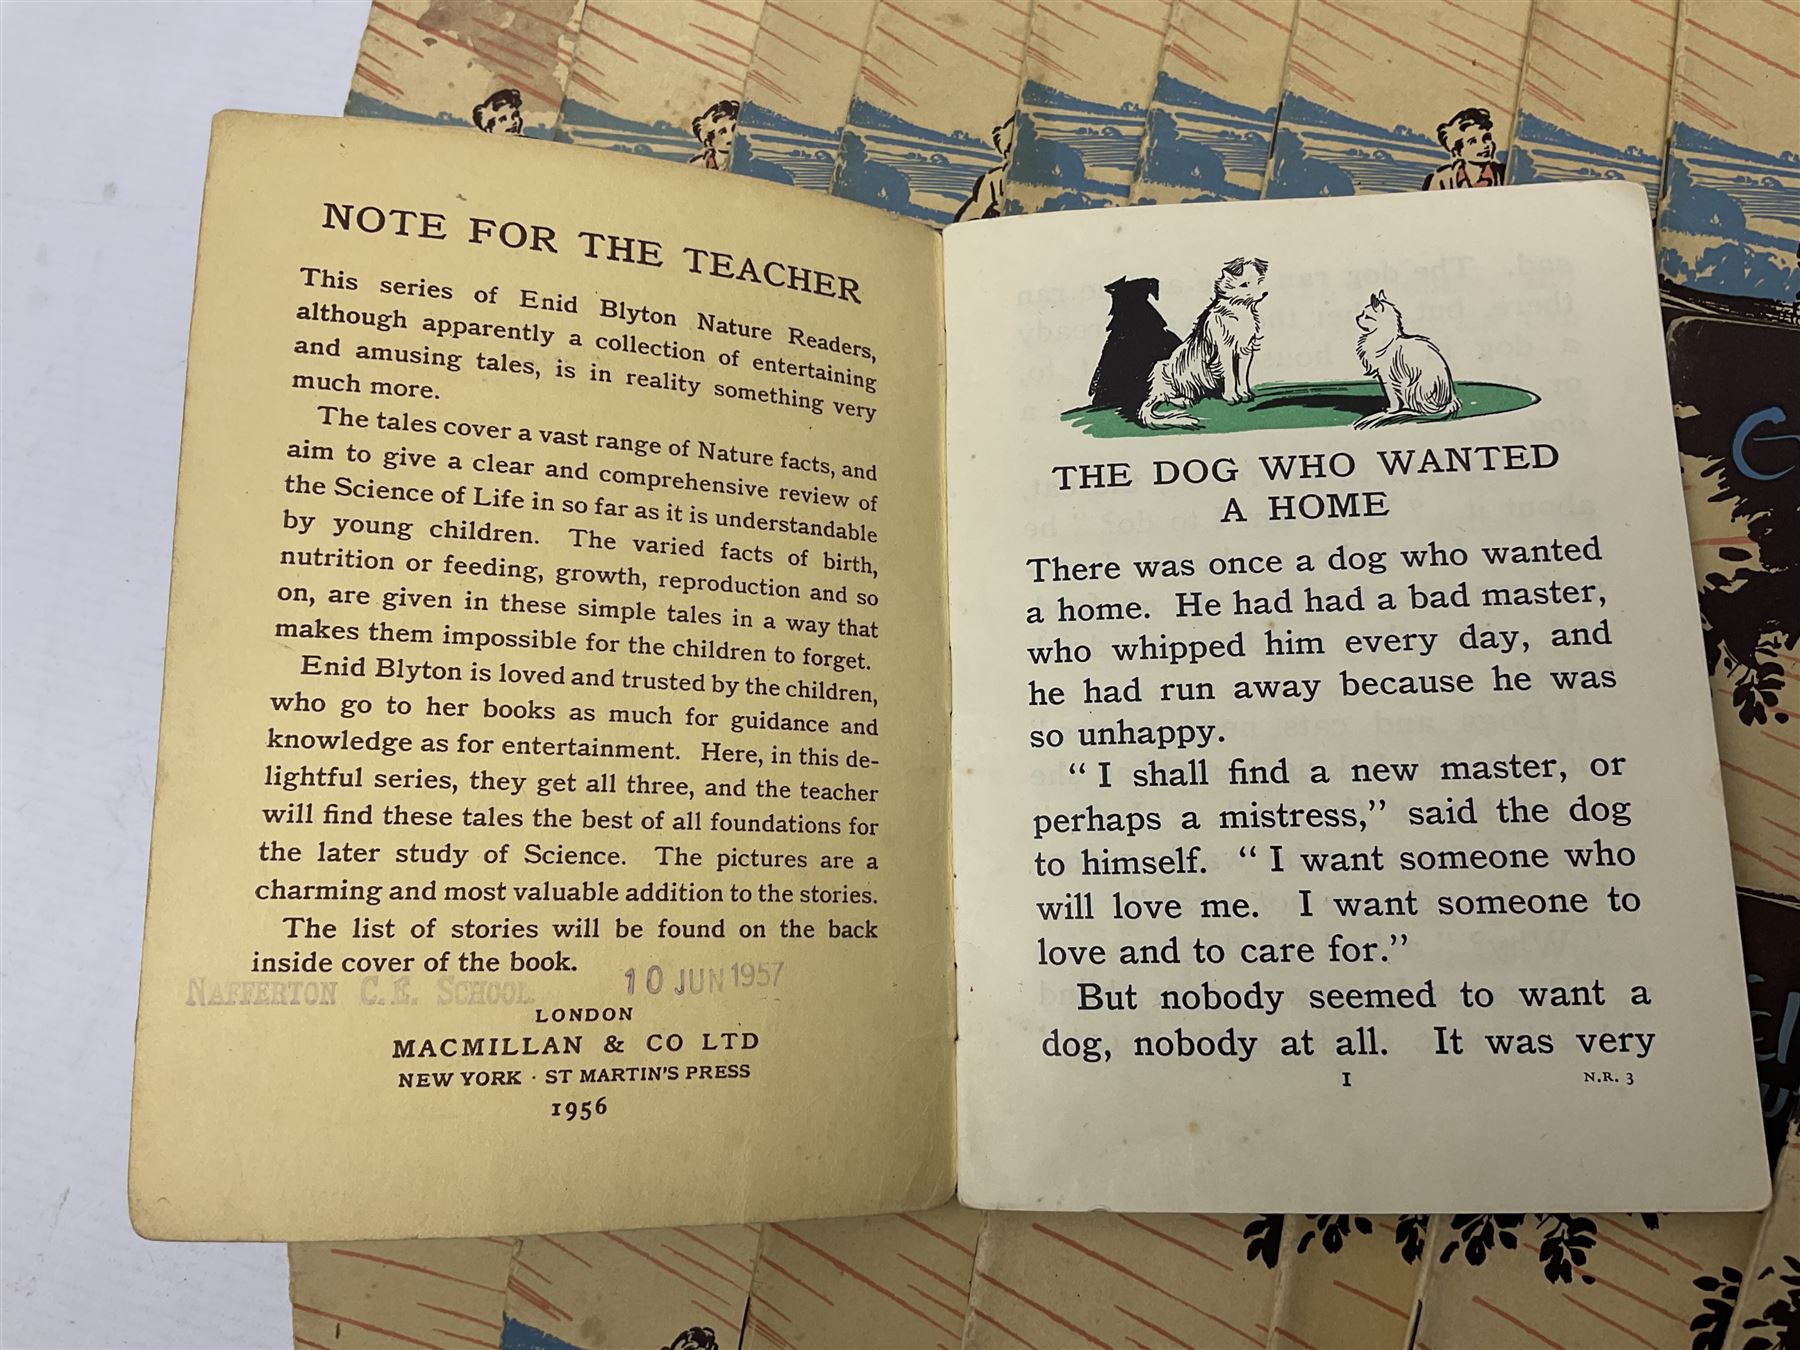 NOTE FOR THE TEACHER
This series of Enid Blyton Nature Readers,
although apparently a collection of entertaining
and amusing tales, is in reality something very
much more.
The tales cover a vast range of Nature facts, and
aim to give a clear and comprehensive review of
the Science of Life in so far as it is understandable
by young children. The varied facts of birth,
nutrition or feeding, growth, reproduction and so
on, are given in these simple tales in a way that
makes them impossible for the children to forget.
Enid Blyton is loved and trusted by the children,
who go to her books as much for guidance and
knowledge as for entertainment. Here, in this de-
lightful series, they get all three, and the teacher
will find these tales the best of all foundations for
the later study of Science. The pictures are a
charming and most valuable addition to the stories.
The list of stories will be found on the back
inside cover of the book.
NAFFERTON C.E. SCHOOL. 10 JUN 1957
LONDON
MACMILLAN & CO LTD
NEW YORK · ST MARTIN'S PRESS
1956
THE DOG WHO WANTED
A HOME
There was once a dog who wanted
a home. He had had a bad master,
who whipped him every day, and
he had run away because he was
so unhappy.
“I shall find a new master, or
perhaps a mistress,” said the dog
to himself. “I want someone who
will love me. I want someone to
love and to care for.”
But nobody seemed to want a
dog, nobody at all. It was very
1 N.R. 3